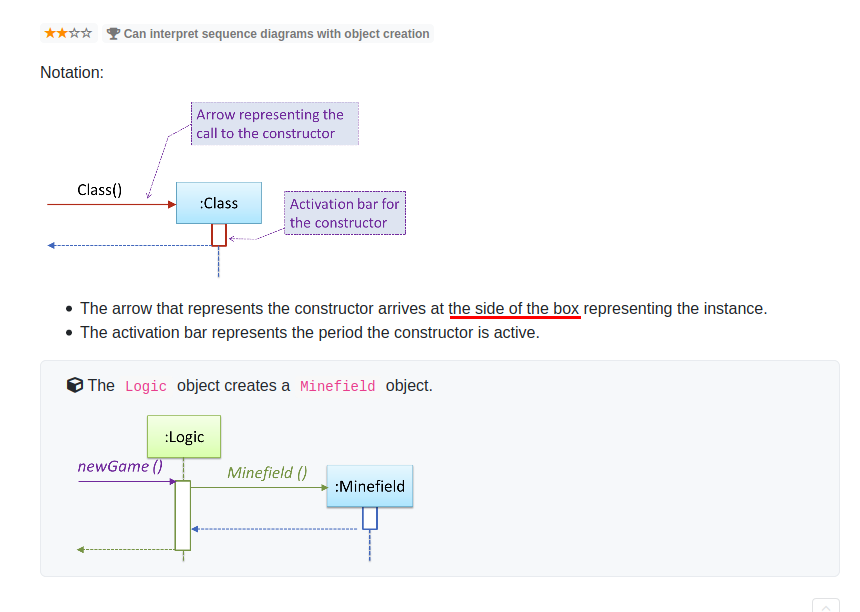 Can interpret sequence diagrams with object creation
Notation:
Arrow representing the
call to the constructor
Class()
:Class
Activation bar for
the constructor
The arrow that represents the constructor arrives at the side of the box representing the instance.
The activation bar represents the period the constructor is active.
The Logic object creates a Minefield object.
:Logic
newGame ()
Minefield ()
:Minefield